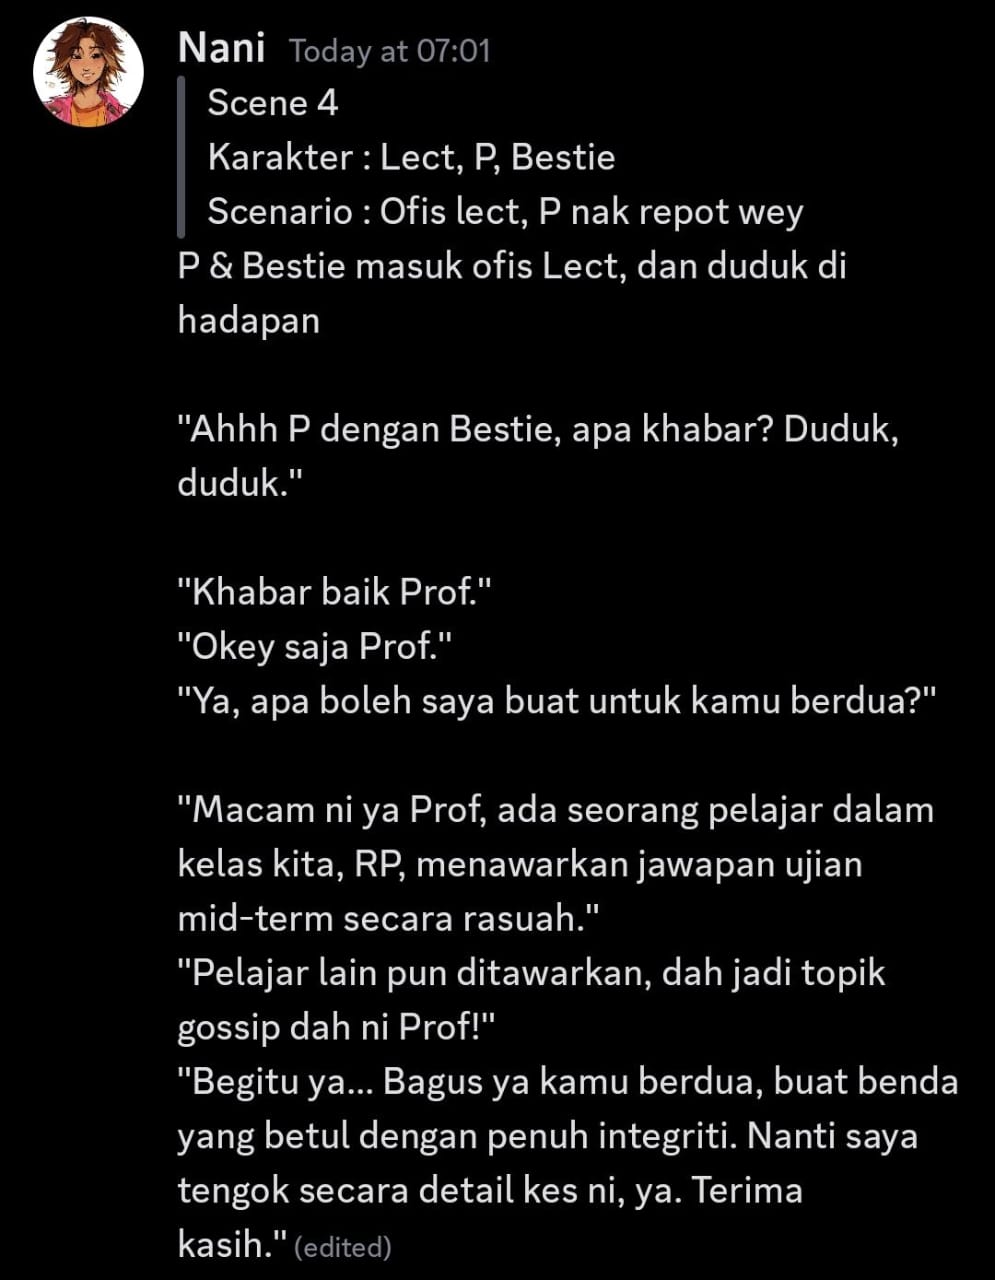 Nani Today at 07:01
Scene 4
Karakter : Lect, P, Bestie
Scenario : Ofis lect, P nak repot wey
P & Bestie masuk ofis Lect, dan duduk di
hadapan
"Ahhh P dengan Bestie, apa khabar? Duduk,
duduk."
"Khabar baik Prof."
"Okey saja Prof."
"Ya, apa boleh saya buat untuk kamu berdua?"
"Macam ni ya Prof, ada seorang pelajar dalam
kelas kita, RP, menawarkan jawapan ujian
mid-term secara rasuah."
"Pelajar lain pun ditawarkan, dah jadi topik
gossip dah ni Prof!"
"Begitu ya... Bagus ya kamu berdua, buat benda
yang betul dengan penuh integriti. Nanti saya
tengok secara detail kes ni, ya. Terima
kasih." (edited)